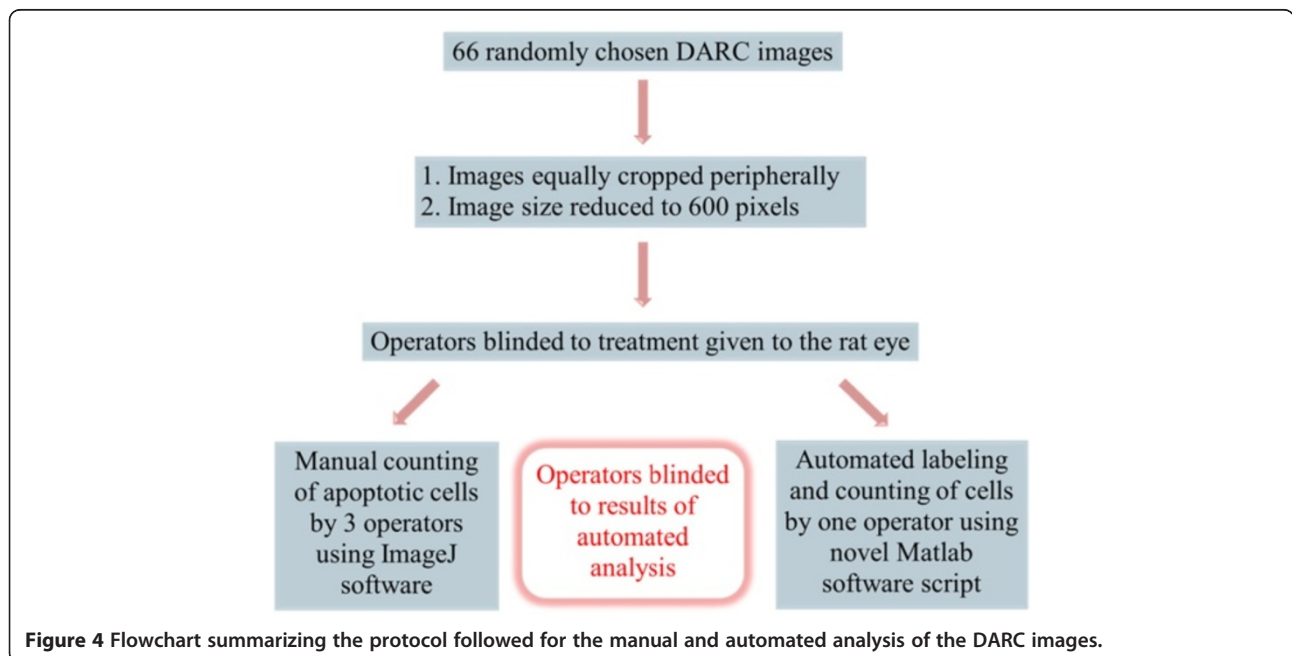 66 randomly chosen DARC images
1. Images equally cropped peripherally
2. Image size reduced to 600 pixels
Operators blinded to treatment given to the rat eye
Manual counting
of apoptotic cells
by 3 operators
using ImageJ
software
Operators blinded
to results of
automated
analysis
Automated labeling
and counting of cells
by one operator using
novel Matlab
software script
Figure 4 Flowchart summarizing the protocol followed for the manual and automated analysis of the DARC images.